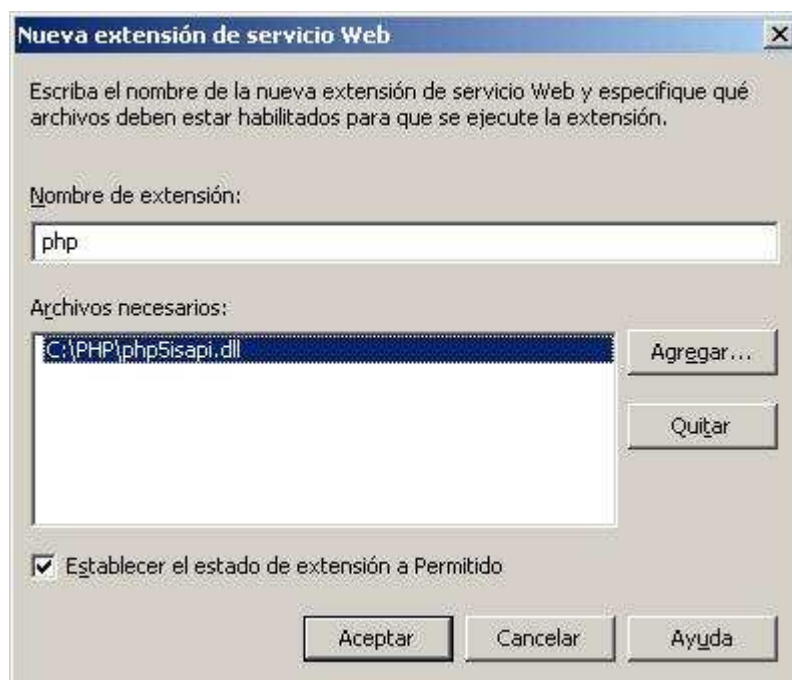 Nueva extensión de servicio Web
Escriba el nombre de la nueva extensión de servicio Web y especifique qué
archivos deben estar habilitados para que se ejecute la extensión.
Nombre de extensión:
php
Archivos necesarios:
C:\PHP\php5isapi.dll
Agregar...
Quitar
Establecer el estado de extensión a Permitido
Aceptar
Cancelar
Ayuda